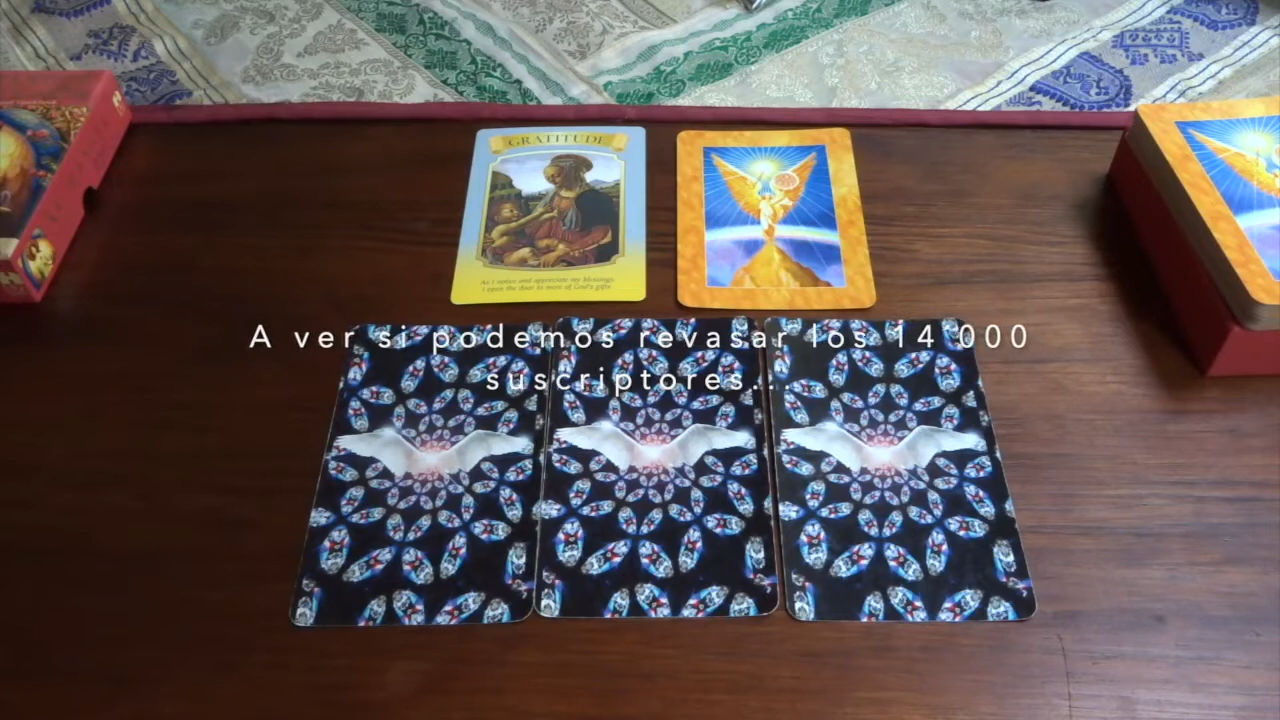 GRATITUDE
As I notice and appreciate my blessings,
I open the door to more of God's gifts
A ver si podemos revasar los 14'000
suscriptores...